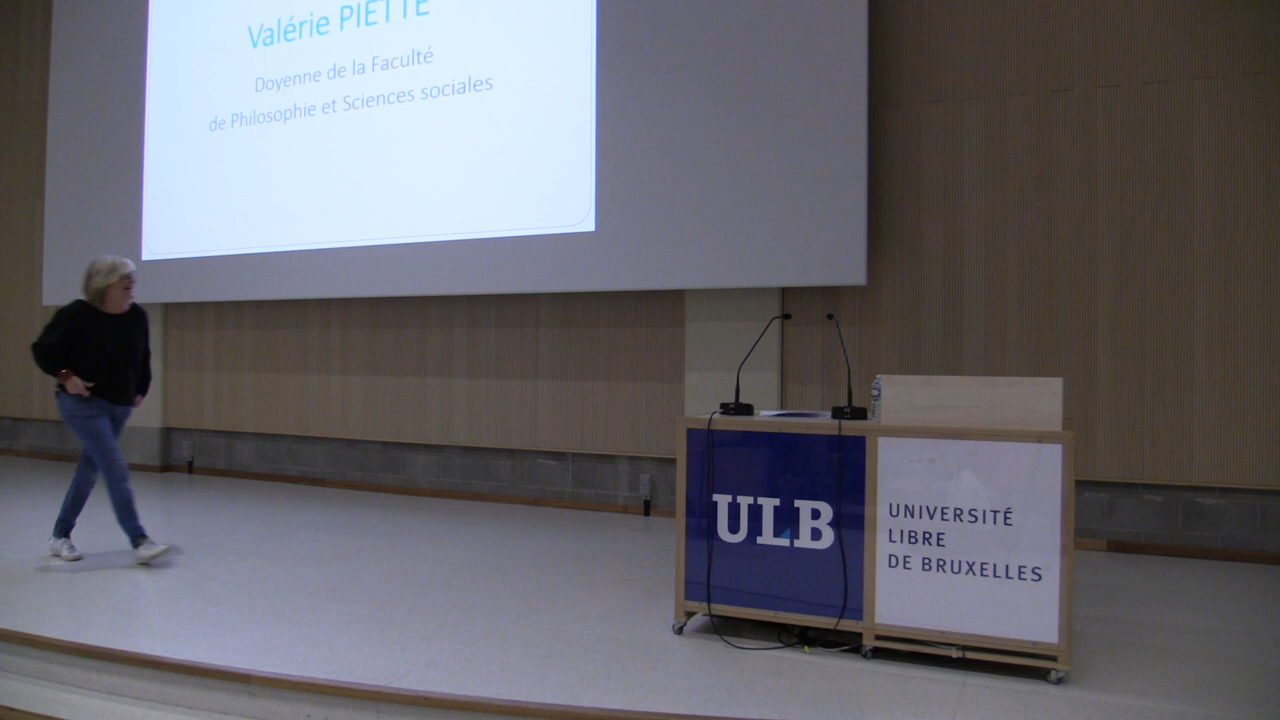 Valérie PIETTE
Doyenne de la Faculté
de Philosophie et Sciences sociales
ULB
UNIVERSITÉ
LIBRE
DE BRUXELLES